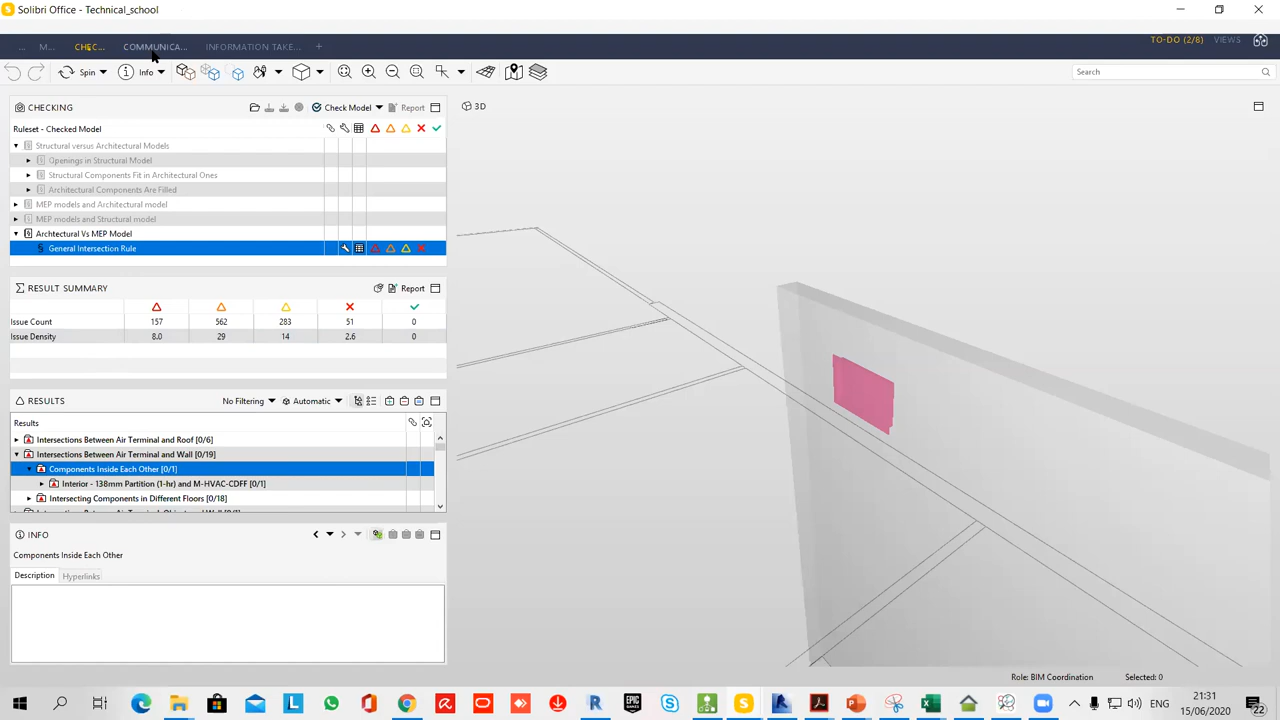 Solibri Office - Technical_school
... M... CHEC... COMMUNICA... INFORMATION TAKE... + TO-DO (2/8) VIEWS
Spin Info Search
CHECKING Check Model Report 3D
Ruleset - Checked Model
Structural versus Architectural Models
Openings in Structural Model
Structural Components Fit in Architectural Ones
Architectural Components Are Filled
MEP models and Architectural model
MEP models and Structural model
Archtectural Vs MEP Model
§ General Intersection Rule
RESULT SUMMARY Report
Issue Count 157 562 283 51 0
Issue Density 8.0 29 14 2.6 0
RESULTS No Filtering Automatic
Results
Intersections Between Air Terminal and Roof [0/6]
Intersections Between Air Terminal and Wall [0/19]
Components Inside Each Other [0/1]
Interior - 138mm Partition (1-hr) and M-HVAC-CDFF [0/1]
Intersecting Components in Different Floors [0/18]
INFO
Components Inside Each Other
Description Hyperlinks
Role: BIM Coordination Selected: 0
21:31
ENG
15/06/2020
22